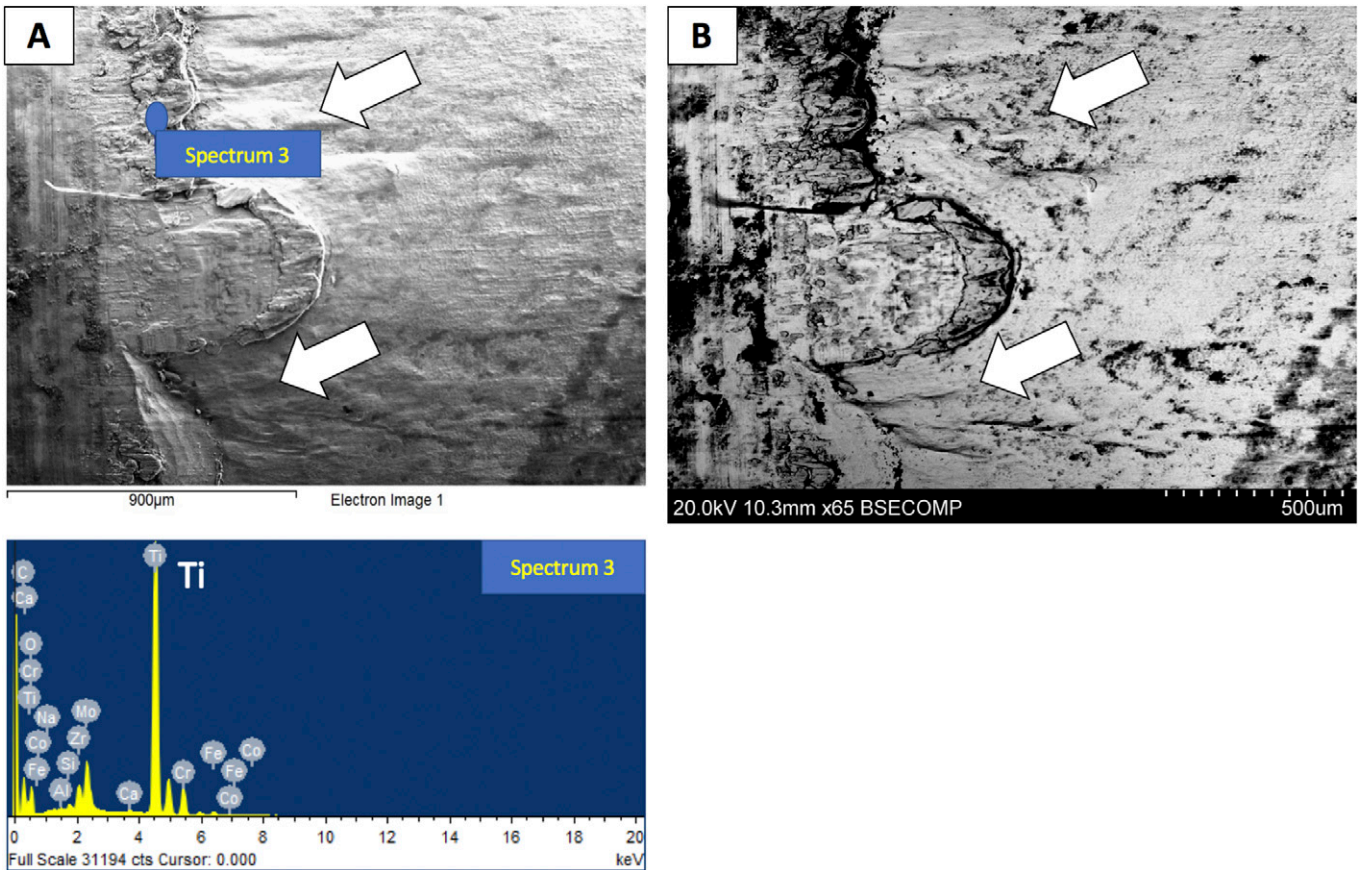 A
Spectrum 3
900µm
Electron Image 1
B
20.0kV 10.3mm x65 BSECOMP
500um
Spectrum 3
Ti
Ti
C
Ca
O
Cr
Ti
Na
Mo
Co
Zr
Fe
Si
Al
Ca
Cr
Fe
Co
Fe
Co
0 2 4 6 8 10 12 14 16 18 20
Full Scale 31194 cts Cursor: 0.000
keV